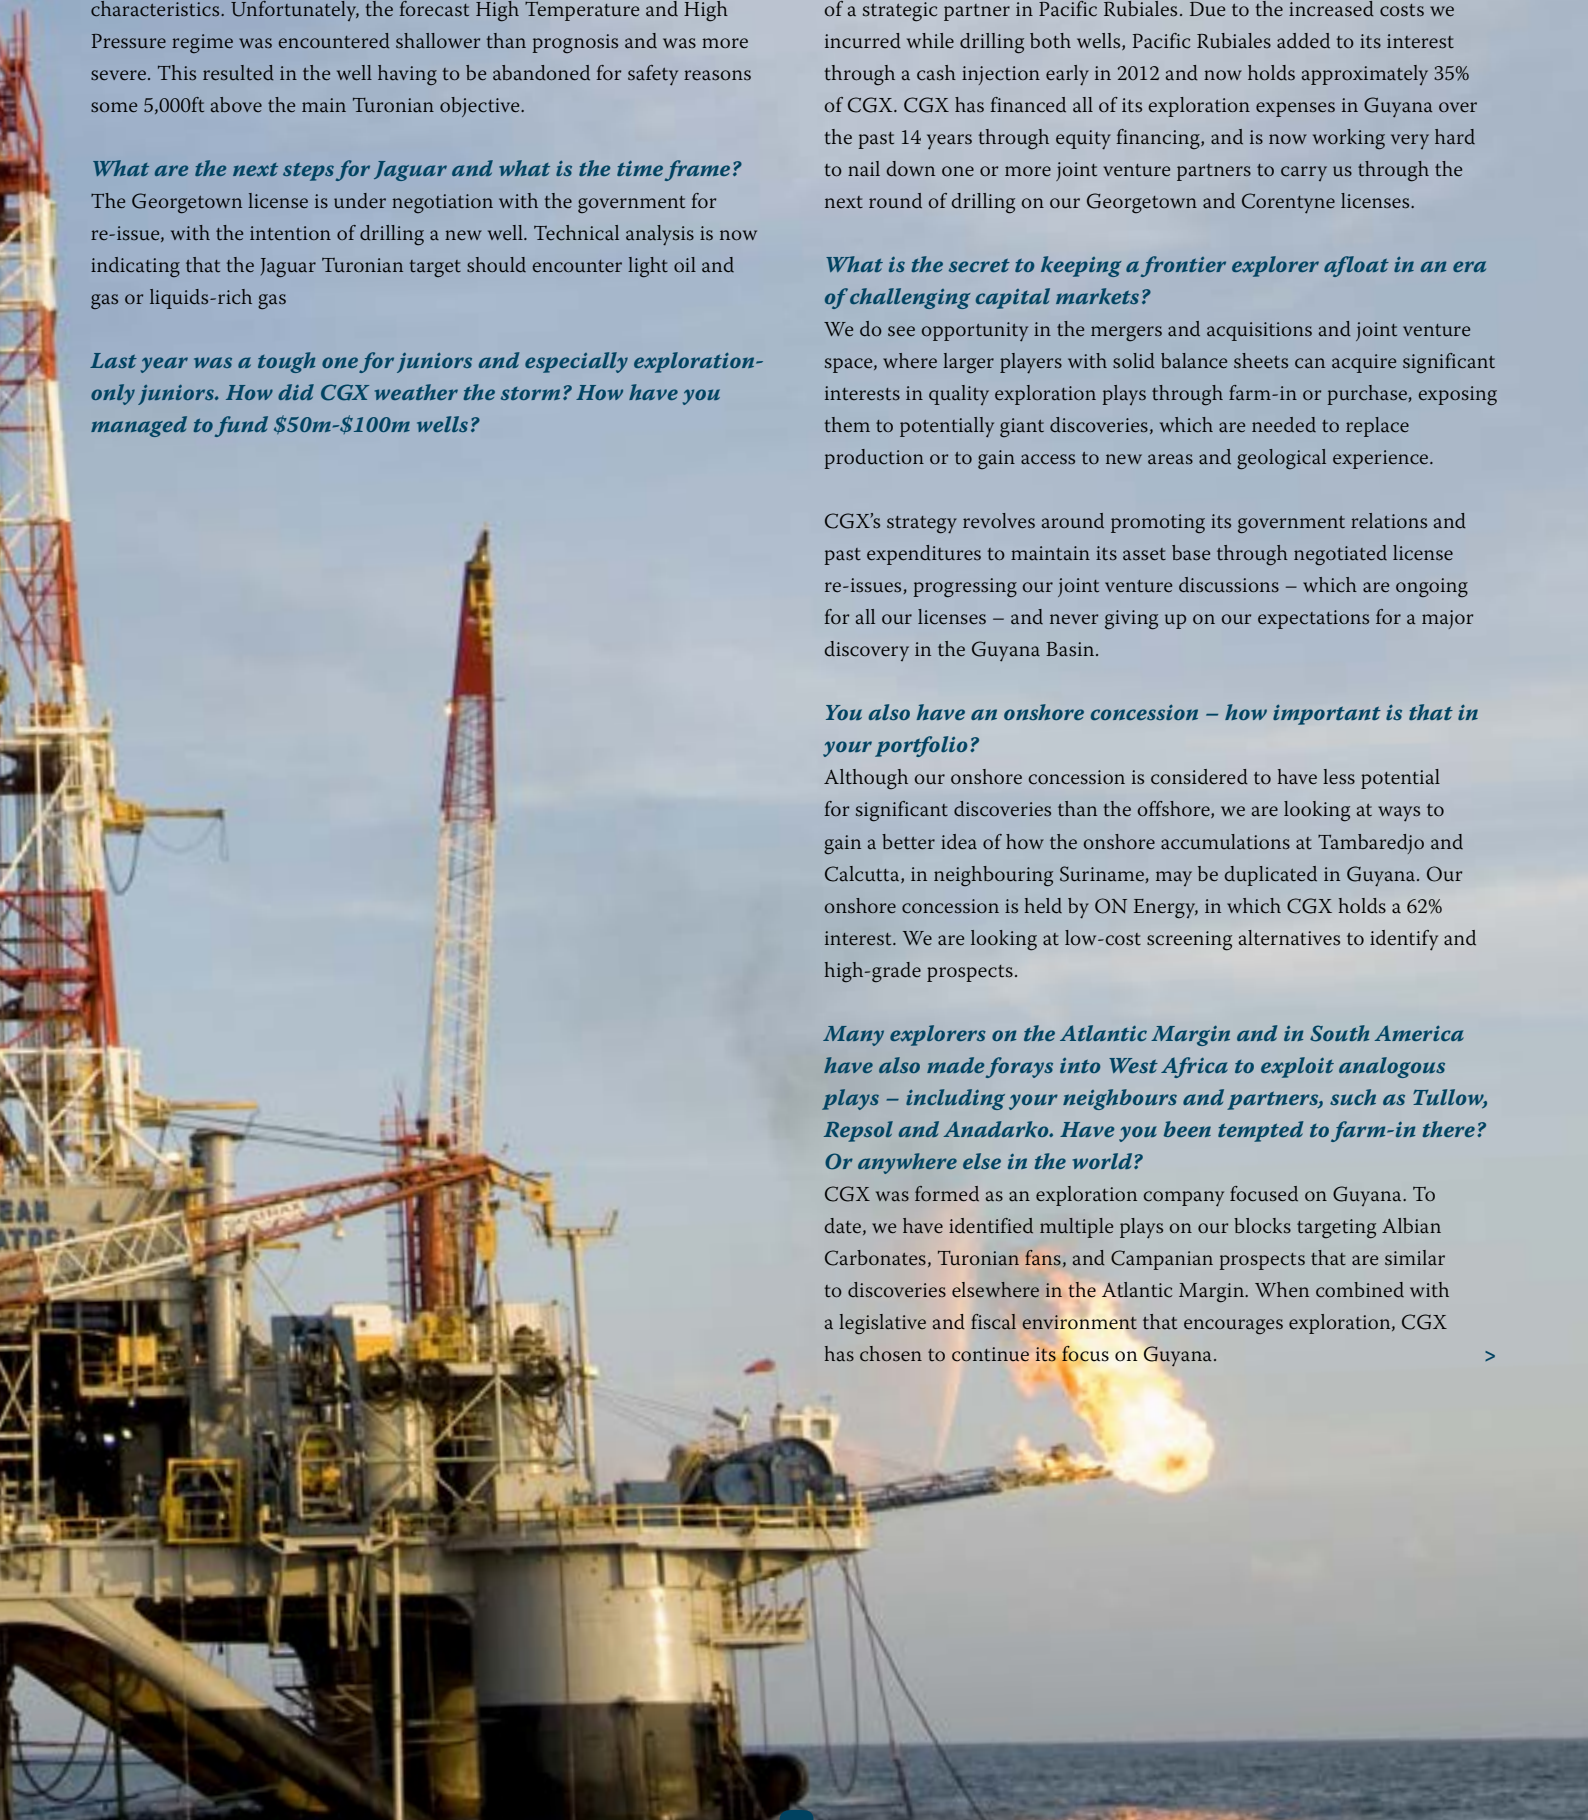 characteristics. Unfortunately, the forecast High Temperature and High
Pressure regime was encountered shallower than prognosis and was more
severe. This resulted in the well having to be abandoned for safety reasons
some 5,000ft above the main Turonian objective.
What are the next steps for Jaguar and what is the time frame?
The Georgetown license is under negotiation with the government for
re-issue, with the intention of drilling a new well. Technical analysis is now
indicating that the Jaguar Turonian target should encounter light oil and
gas or liquids-rich gas
Last year was a tough one for juniors and especially exploration-
only juniors. How did CGX weather the storm? How have you
managed to fund $50m-$100m wells?
of a strategic partner in Pacific Rubiales. Due to the increased costs we
incurred while drilling both wells, Pacific Rubiales added to its interest
through a cash injection early in 2012 and now holds approximately 35%
of CGX. CGX has financed all of its exploration expenses in Guyana over
the past 14 years through equity financing, and is now working very hard
to nail down one or more joint venture partners to carry us through the
next round of drilling on our Georgetown and Corentyne licenses.
What is the secret to keeping a frontier explorer afloat in an era
of challenging capital markets?
We do see opportunity in the mergers and acquisitions and joint venture
space, where larger players with solid balance sheets can acquire significant
interests in quality exploration plays through farm-in or purchase, exposing
them to potentially giant discoveries, which are needed to replace
production or to gain access to new areas and geological experience.
CGX’s strategy revolves around promoting its government relations and
past expenditures to maintain its asset base through negotiated license
re-issues, progressing our joint venture discussions – which are ongoing
for all our licenses – and never giving up on our expectations for a major
discovery in the Guyana Basin.
You also have an onshore concession – how important is that in
your portfolio?
Although our onshore concession is considered to have less potential
for significant discoveries than the offshore, we are looking at ways to
gain a better idea of how the onshore accumulations at Tambaredjo and
Calcutta, in neighbouring Suriname, may be duplicated in Guyana. Our
onshore concession is held by ON Energy, in which CGX holds a 62%
interest. We are looking at low-cost screening alternatives to identify and
high-grade prospects.
Many explorers on the Atlantic Margin and in South America
have also made forays into West Africa to exploit analogous
plays – including your neighbours and partners, such as Tullow,
Repsol and Anadarko. Have you been tempted to farm-in there?
Or anywhere else in the world?
CGX was formed as an exploration company focused on Guyana. To
date, we have identified multiple plays on our blocks targeting Albian
Carbonates, Turonian fans, and Campanian prospects that are similar
to discoveries elsewhere in the Atlantic Margin. When combined with
a legislative and fiscal environment that encourages exploration, CGX
has chosen to continue its focus on Guyana. >